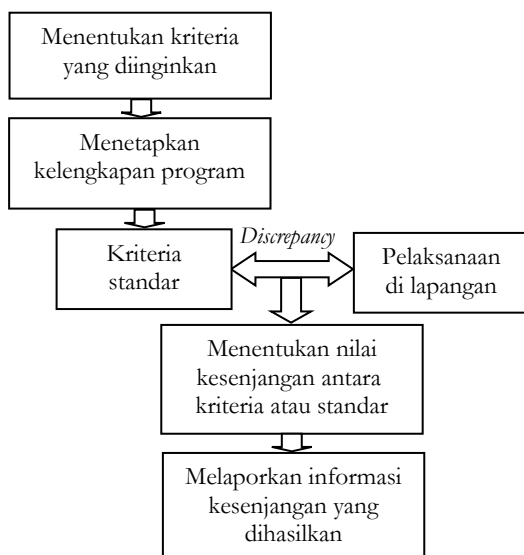 Menentukan kriteria
yang diinginkan
Menetapkan
kelengkapan program
Discrepancy
Kriteria
standar
Pelaksanaan
di lapangan
Menentukan nilai
kesenjangan antara
kriteria atau standar
Melaporkan informasi
kesenjangan yang
dihasilkan